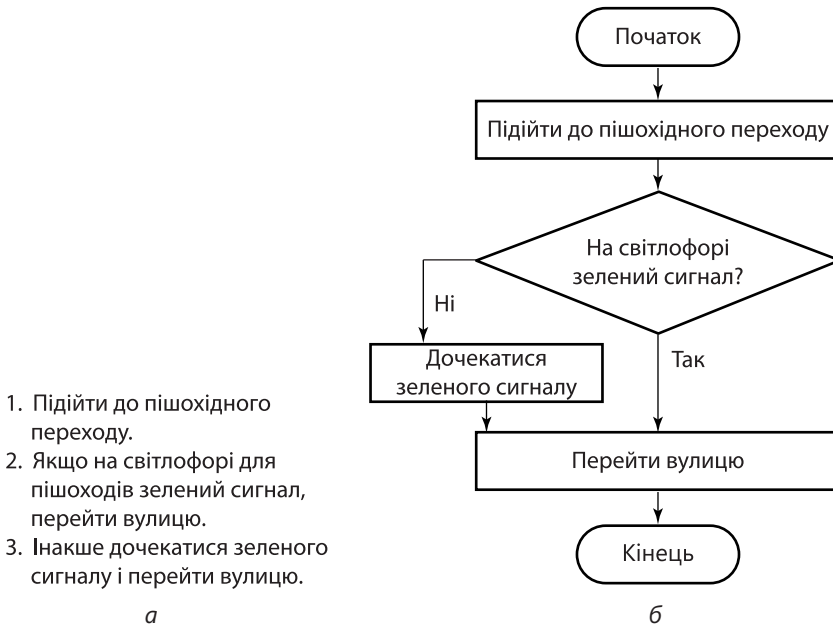 Початок
Підійти до пішохідного переходу
На світлофорі
зелений сигнал?
Ні
Так
Дочекатися
зеленого сигналу
Перейти вулицю
Кінець
1. Підійти до пішохідного
переходу.
2. Якщо на світлофорі для
пішоходів зелений сигнал,
перейти вулицю.
3. Інакше дочекатися зеленого
сигналу і перейти вулицю.
а
б